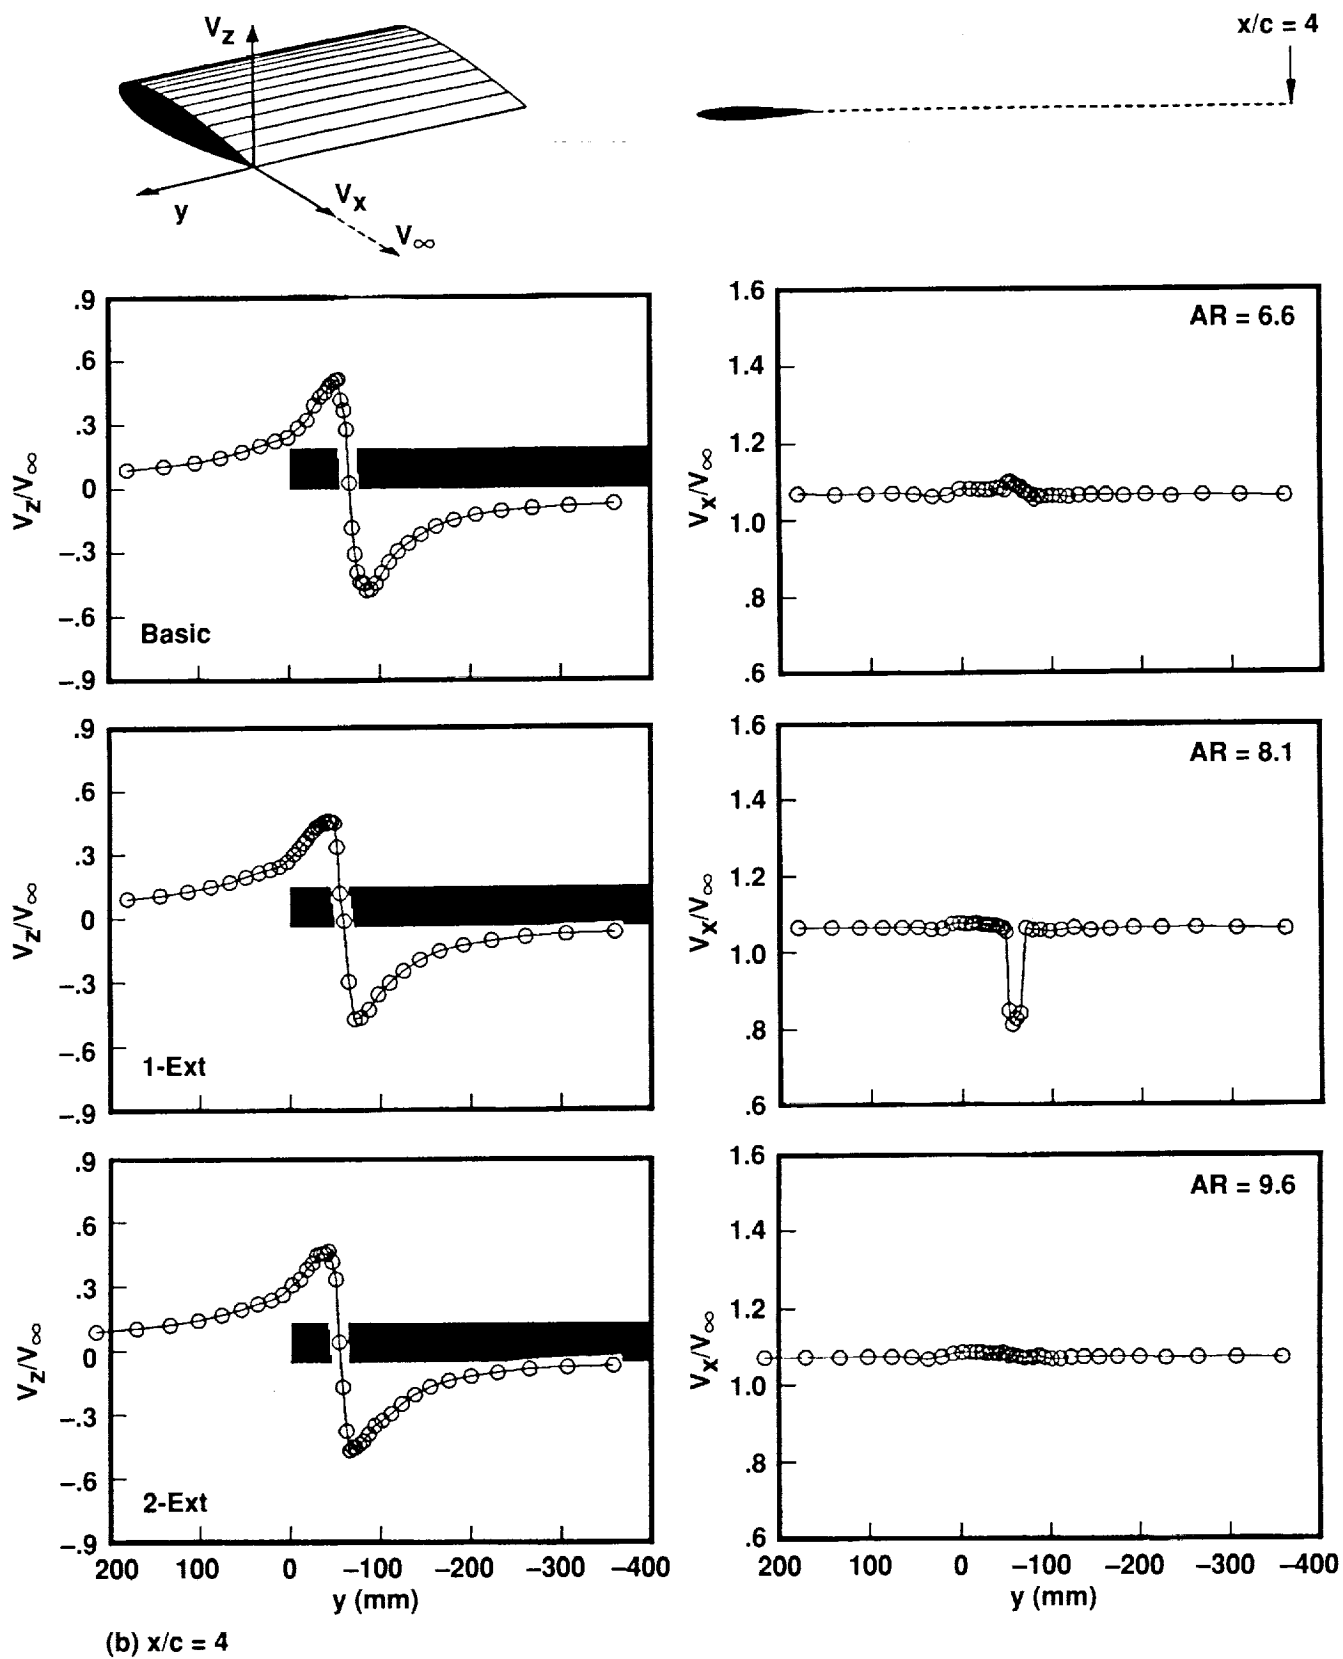 V_z
x/c = 4
y
V_x
V_∞
.9
.6
.3
0
–.3
–.6
–.9
V_z/V_∞
Basic
1.6
1.4
1.2
1.0
.8
.6
V_x/V_∞
AR = 6.6
.9
.6
.3
0
–.3
–.6
–.9
V_z/V_∞
1-Ext
1.6
1.4
1.2
1.0
.8
.6
V_x/V_∞
AR = 8.1
.9
.6
.3
0
–.3
–.6
–.9
V_z/V_∞
2-Ext
200 100 0 –100 –200 –300 –400
y (mm)
1.6
1.4
1.2
1.0
.8
.6
V_x/V_∞
AR = 9.6
200 100 0 –100 –200 –300 –400
y (mm)
(b) x/c = 4